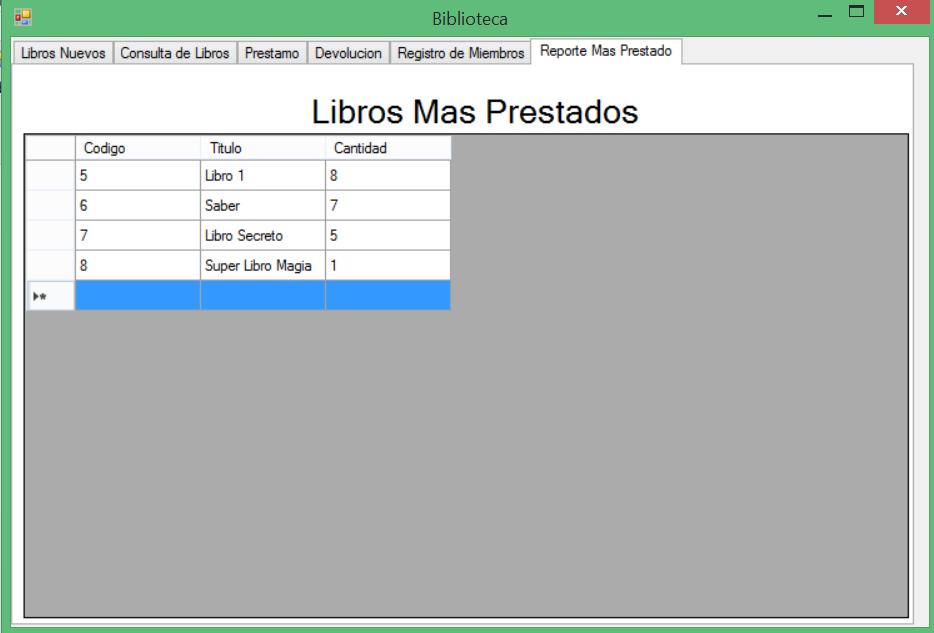 Biblioteca
Libros Nuevos Consulta de Libros Prestamo Devolucion Registro de Miembros Reporte Mas Prestado
Libros Mas Prestados
Codigo Titulo Cantidad
5 Libro 1 8
6 Saber 7
7 Libro Secreto 5
8 Super Libro Magia 1